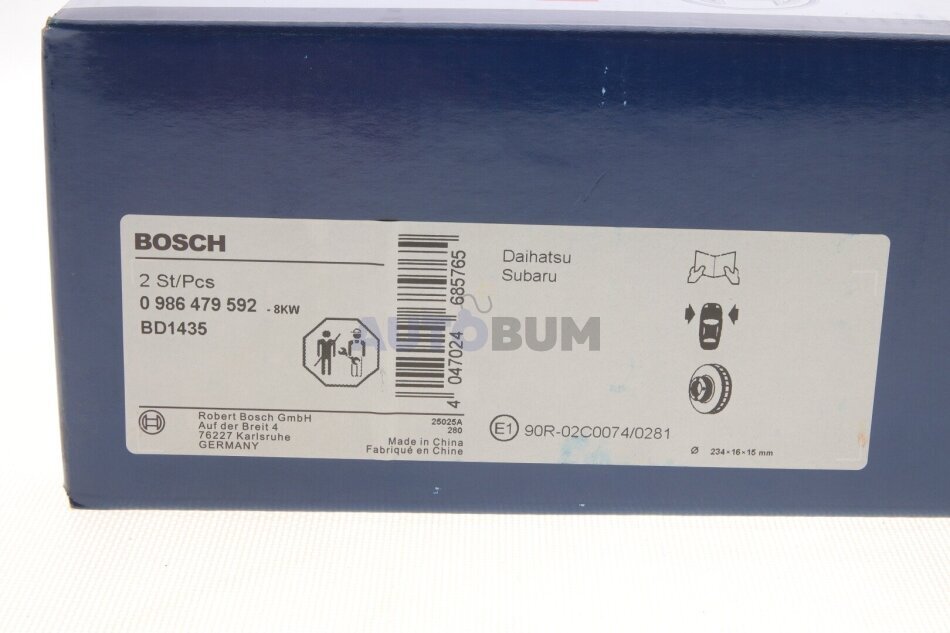 BOSCH
2 St/Pcs
0 986 479 592 - 8KW
BD1435
4 047024 685765
Daihatsu
Subaru
AUTOBUM
Robert Bosch GmbH
Auf der Breit 4
76227 Karlsruhe
GERMANY
25025A
280
Made in China
Fabriqué en Chine
E1 90R-02C0074/0281
Ø 234×16×15 mm